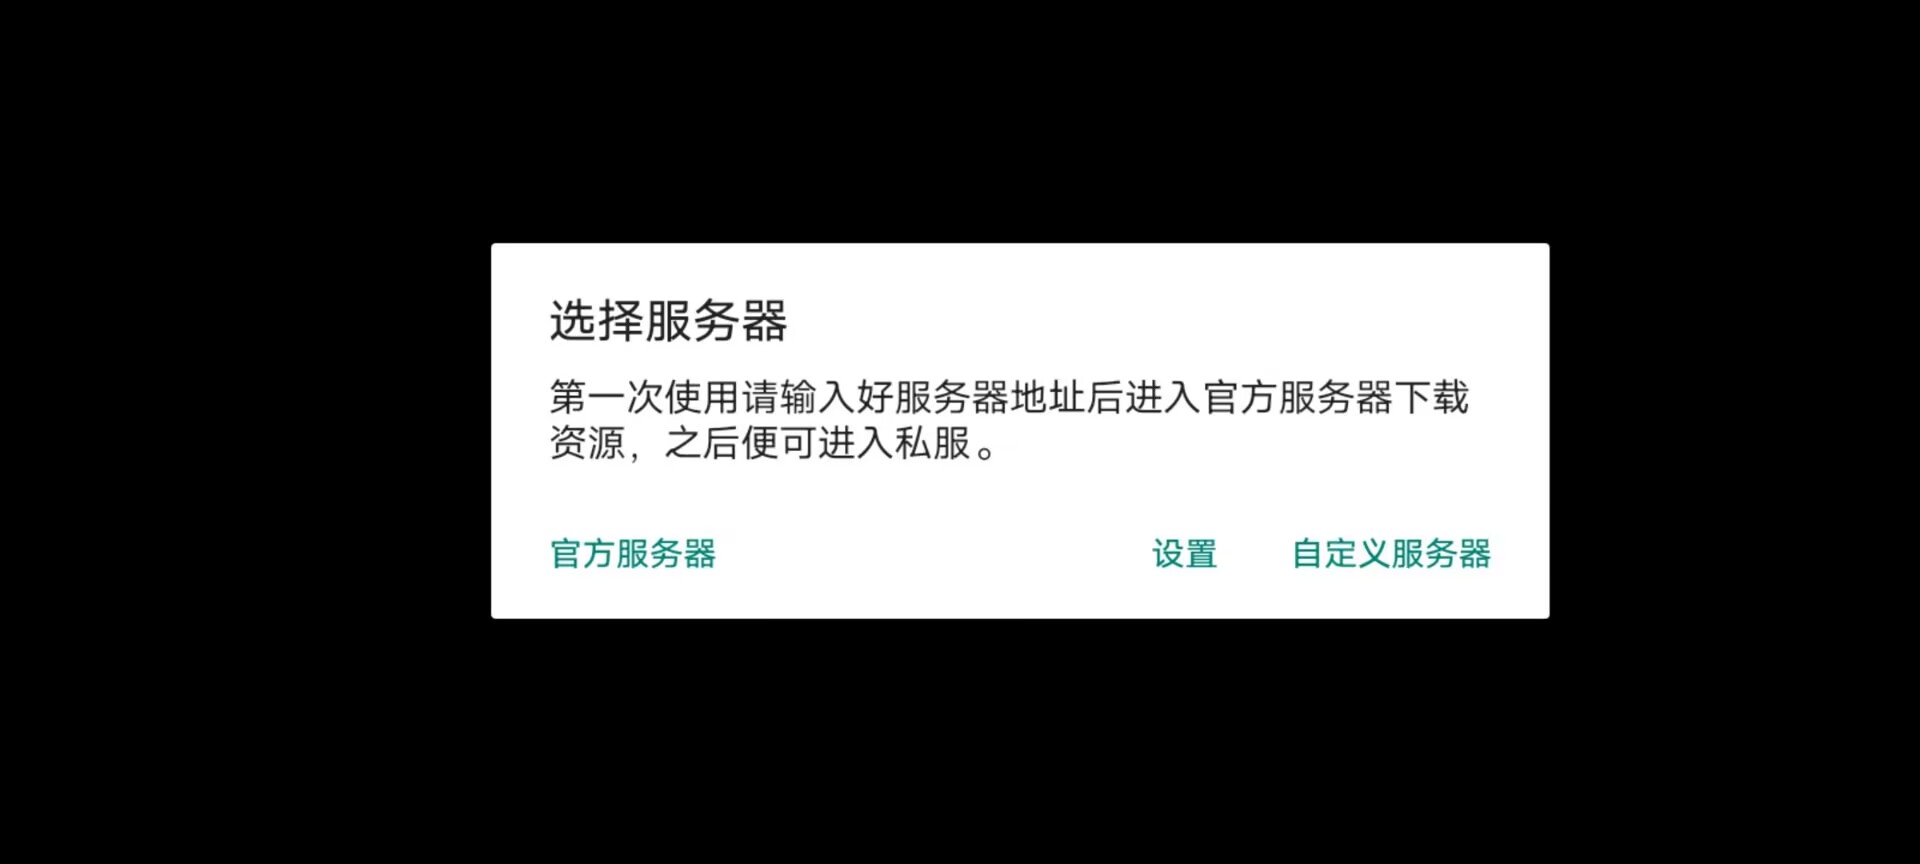 选择服务器
第一次使用请输入好服务器地址后进入官方服务器下载
资源，之后便可进入私服。
官方服务器 设置 自定义服务器